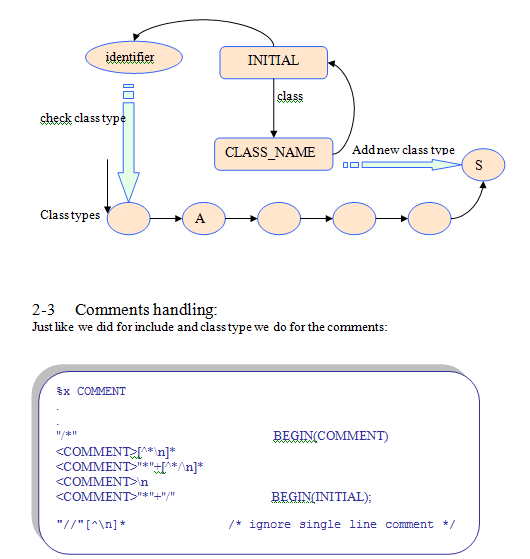 identifier
INITIAL
class
check class type
CLASS_NAME
Add new class type
S
Class types
A
2-3 Comments handling:
Just like we did for include and class type we do for the comments:
%x COMMENT
.
.
"/*" BEGIN(COMMENT)
<COMMENT>[^*\n]*
<COMMENT>"*"+[^*/\n]*
<COMMENT>\n
<COMMENT>"*"+"/" BEGIN(INITIAL);
"//"[^\n]* /* ignore single line comment */